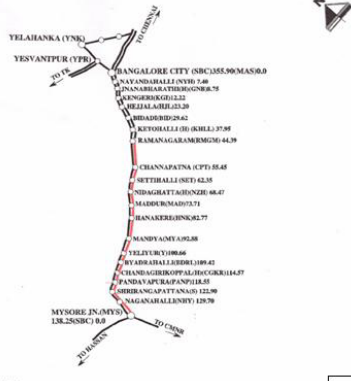 TO CHENNAI
YELAHANKA (YNK)
YESVANTPUR (YPR)
TO TK
BANGALORE CITY (SBC)355.90(MAS)0.0
NAYANDAHALLI (NYH) 7.40
JNANABHARATHI(H)(GNB)8.75
KENGERI(KGI)12.22
HEJJALA(HJL)23.20
BIDADI(BID)29.62
KETOHALLI (H) (KHLL) 37.95
RAMANAGARAM(RMGM) 44.39
CHANNAPATNA (CPT) 55.45
SETTIHALLI (SET) 62.35
NIDAGHATTA(H)(NZH) 68.47
MADDUR(MAD)73.71
HANAKERE(HNK)82.77
MANDYA(MYA)92.88
YELIYUR(Y)100.66
BYADRAHALLI(BDRL)109.42
CHANDAGIRIKOPPAL(H)(CGKR)114.57
PANDAVAPURA(PANP)118.55
SHRIRANGAPATTANA(S) 122.90
NAGANAHALLI(NHY) 129.70
MYSORE JN.(MYS)
138.25(SBC) 0.0
TO CMNR
TO HASSAN